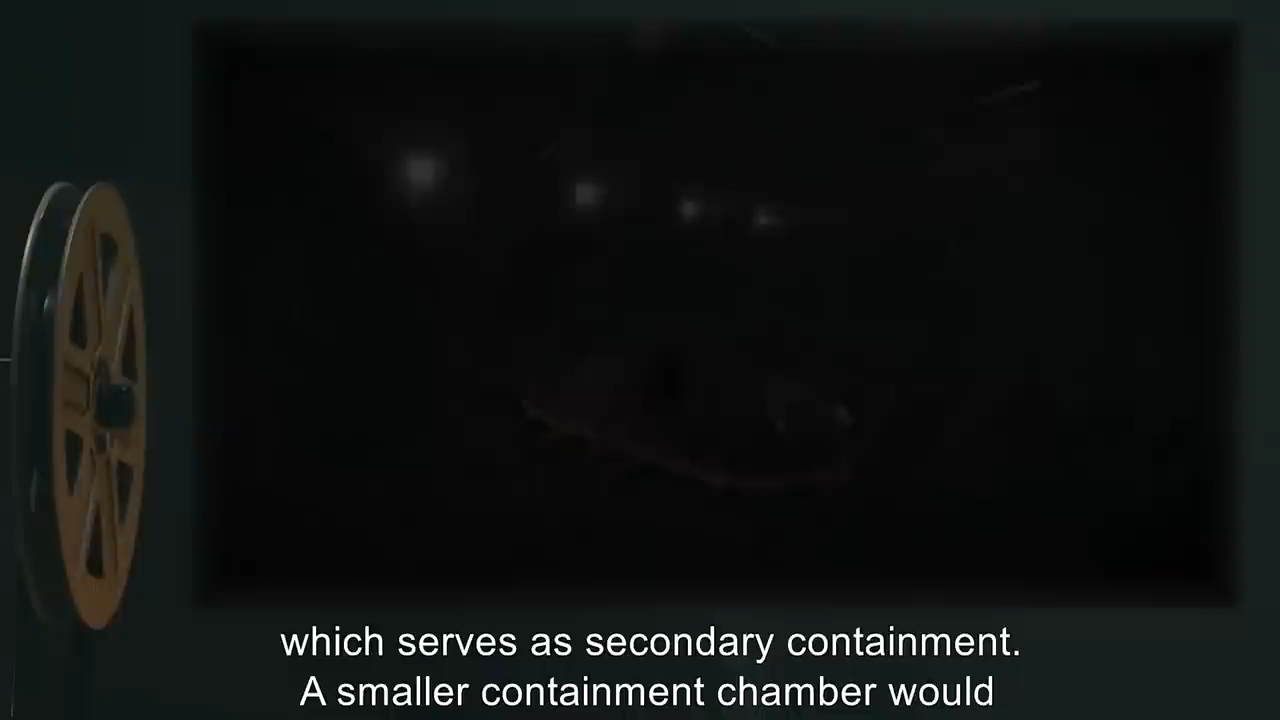 which serves as secondary containment.
A smaller containment chamber would